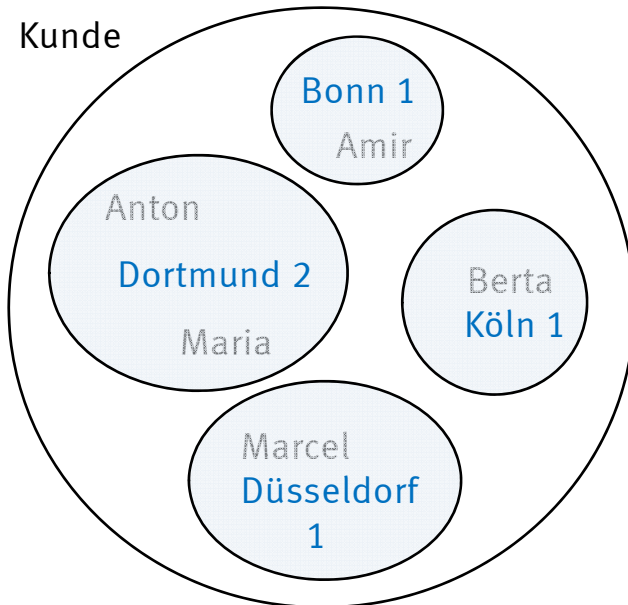 Kunde
Bonn 1
Amir
Anton
Dortmund 2
Maria
Berta
Köln 1
Marcel
Düsseldorf
1